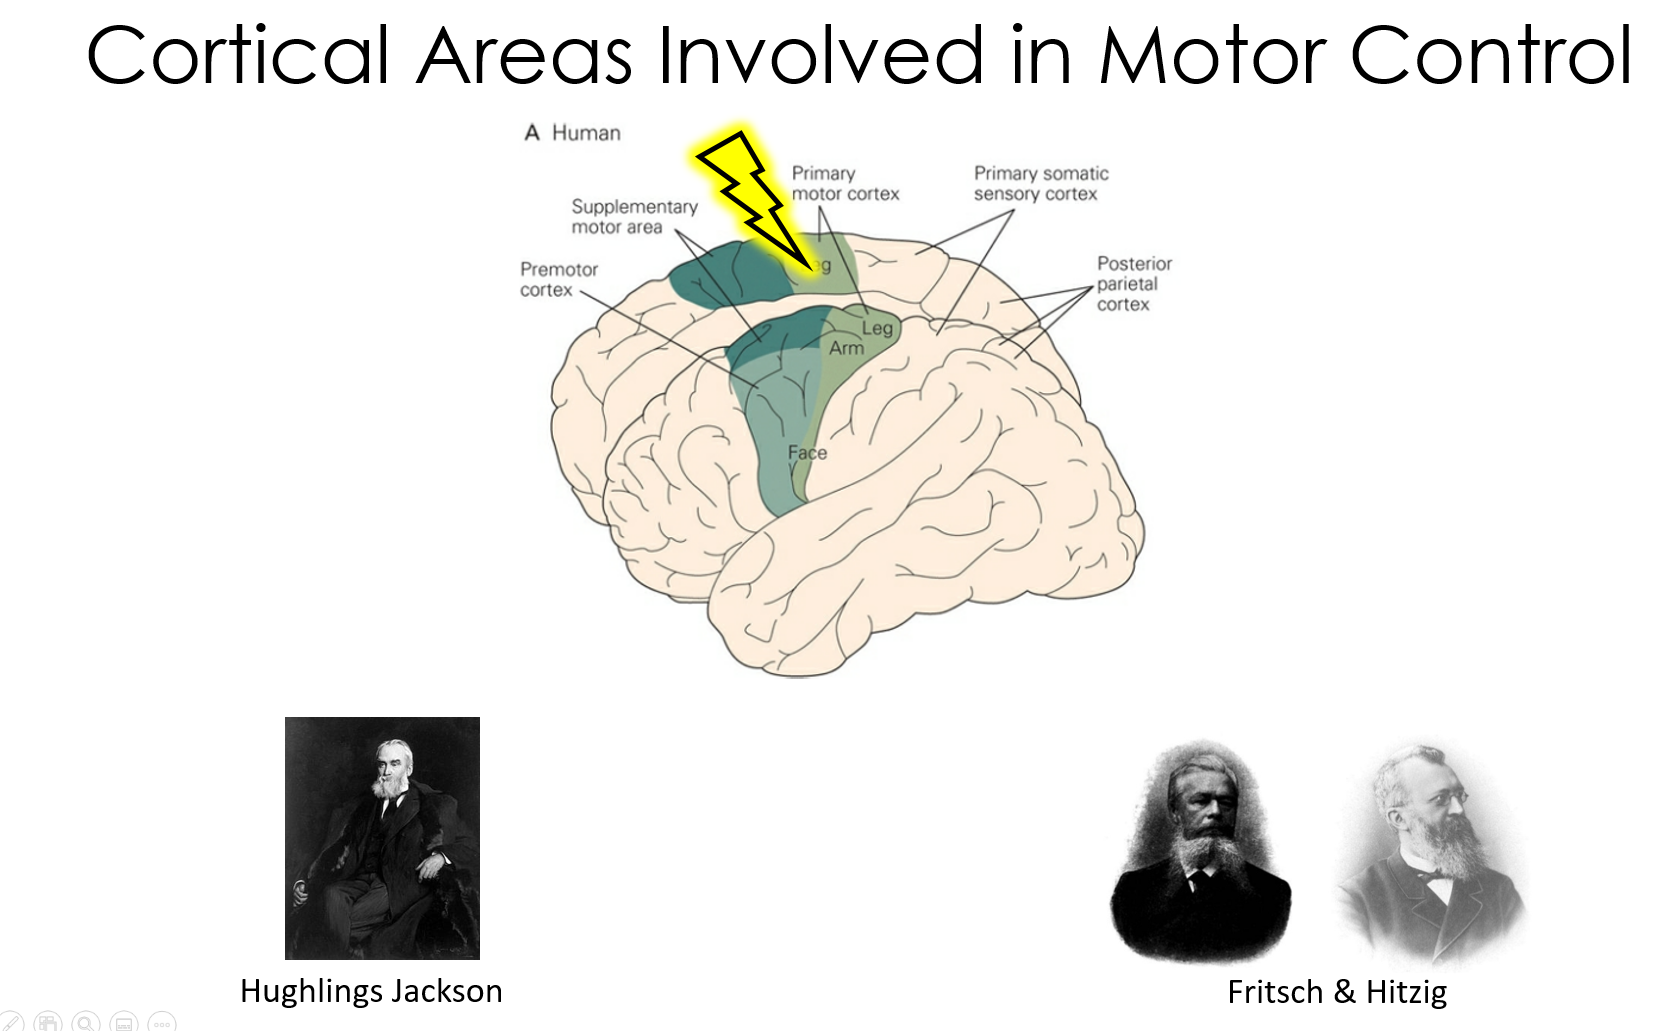 Cortical Areas Involved in Motor Control
A Human
Primary
motor cortex
Primary somatic
sensory cortex
Supplementary
motor area
Premotor
cortex
Posterior
parietal
cortex
eg
Leg
Arm
Face
Hughlings Jackson
Fritsch & Hitzig